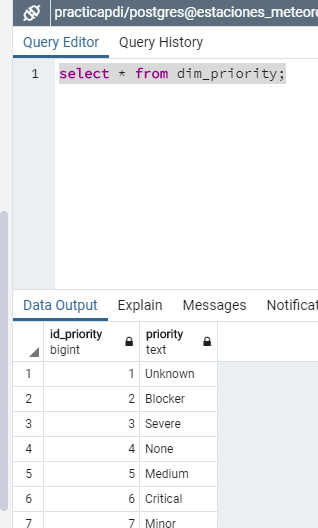 practicapdi/postgres@estaciones_meteoro
Query Editor Query History
1 select * from dim_priority;
Data Output Explain Messages Notificat
id_priority priority
bigint text
1 1 Unknown
2 2 Blocker
3 3 Severe
4 4 None
5 5 Medium
6 6 Critical
7 7 Minor